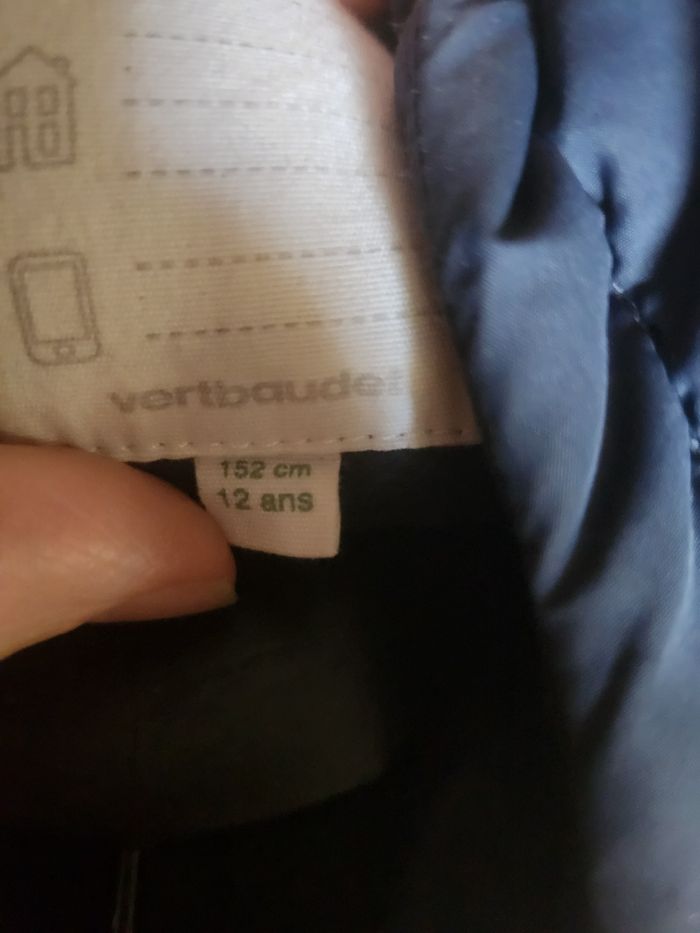 vertbaudet
152 cm
12 ans